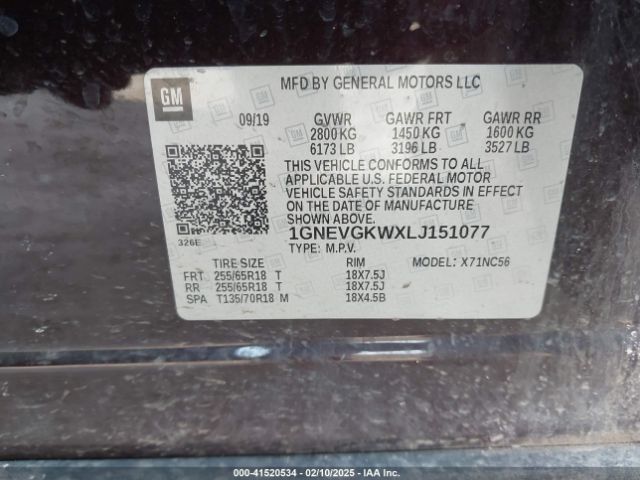 GM
MFD BY GENERAL MOTORS LLC
09/19 GVWR GAWR FRT GAWR RR
2800 KG 1450 KG 1600 KG
6173 LB 3196 LB 3527 LB
THIS VEHICLE CONFORMS TO ALL
APPLICABLE U.S. FEDERAL MOTOR
VEHICLE SAFETY STANDARDS IN EFFECT
ON THE DATE OF MANUFACTURE
SHOWN ABOVE.
326E
1GNEVGKWXLJ151077
TYPE: M.P.V.
TIRE SIZE RIM MODEL: X71NC56
FRT 255/65R18 T 18X7.5J
RR 255/65R18 T 18X7.5J
SPA T135/70R18 M 18X4.5B
000-41520534 — 02/10/2025 — IAA Inc.